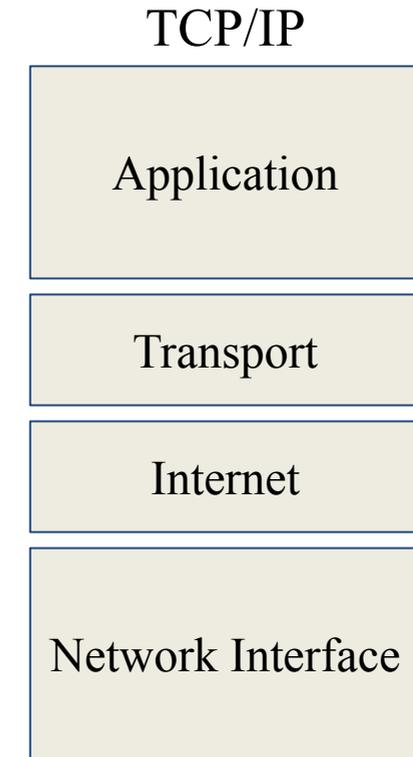 TCP/IP
Application
Transport
Internet
Network Interface